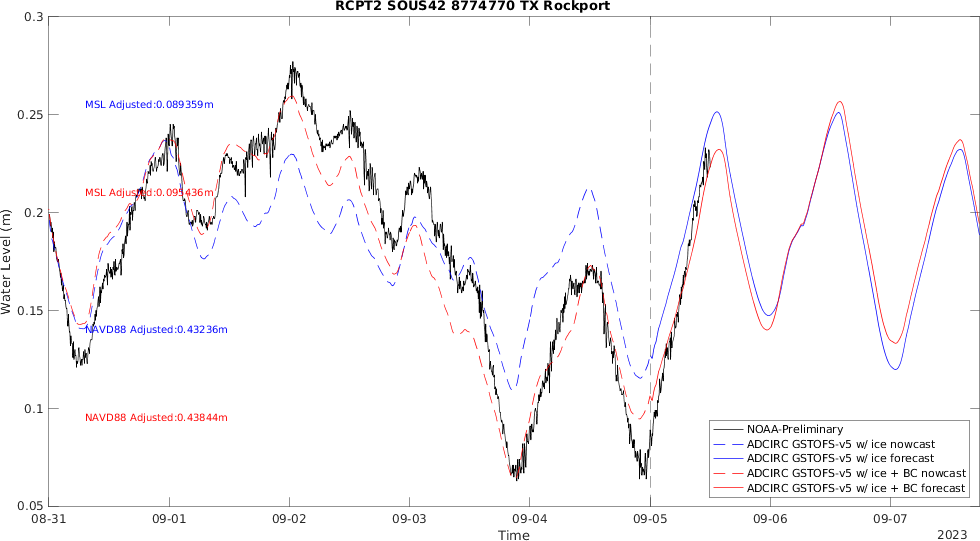 RCPT2 SOUS42 8774770 TX Rockport
0.3
0.25
0.2
0.15
0.1
0.05
Water Level (m)
MSL Adjusted:0.089359m
MSL Adjusted:0.095436m
NAVD88 Adjusted:0.43236m
NAVD88 Adjusted:0.43844m
NOAA-Preliminary
ADCIRC GSTOFS-v5 w/ ice nowcast
ADCIRC GSTOFS-v5 w/ ice forecast
ADCIRC GSTOFS-v5 w/ ice + BC nowcast
ADCIRC GSTOFS-v5 w/ ice + BC forecast
08-31 09-01 09-02 09-03 09-04 09-05 09-06 09-07
Time
2023